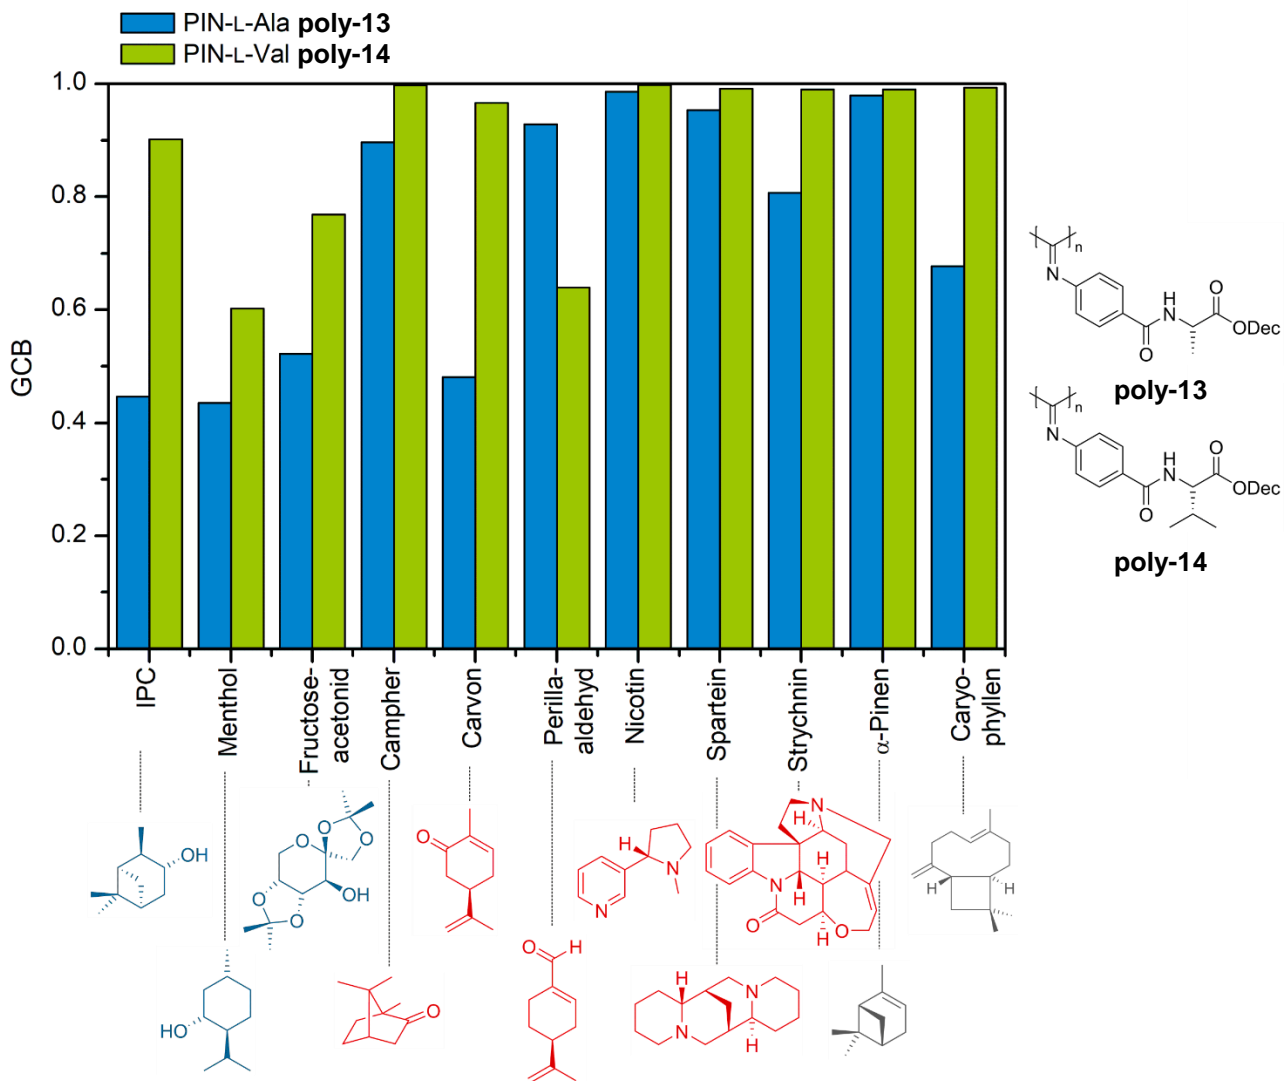 PIN-L-Ala poly-13
PIN-L-Val poly-14
1.0
0.8
0.6
0.4
0.2
0.0
GCB
IPC
Menthol
Fructose-
acetonid
Campher
Carvon
Perilla-
aldehyd
Nicotin
Spartein
Strychnin
α-Pinen
Caryo-
phyllen
n
N
H
N
O
O
ODec
poly-13
n
N
H
N
O
O
ODec
poly-14
OH
HO
O
O
O
OH
O
O
O
O
O
H
H
N
N
H
N
N
H
N
H
H
N
H
O
O
H
H
H